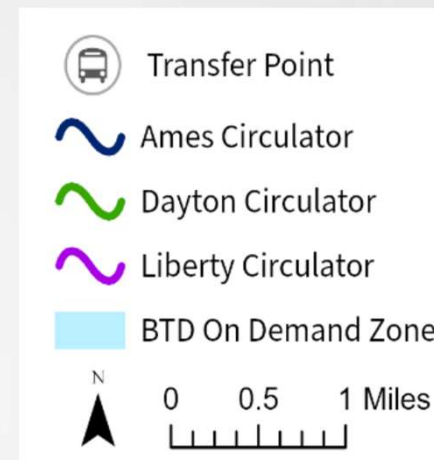 Transfer Point
Ames Circulator
Dayton Circulator
Liberty Circulator
BTD On Demand Zone
N
0 0.5 1 Miles